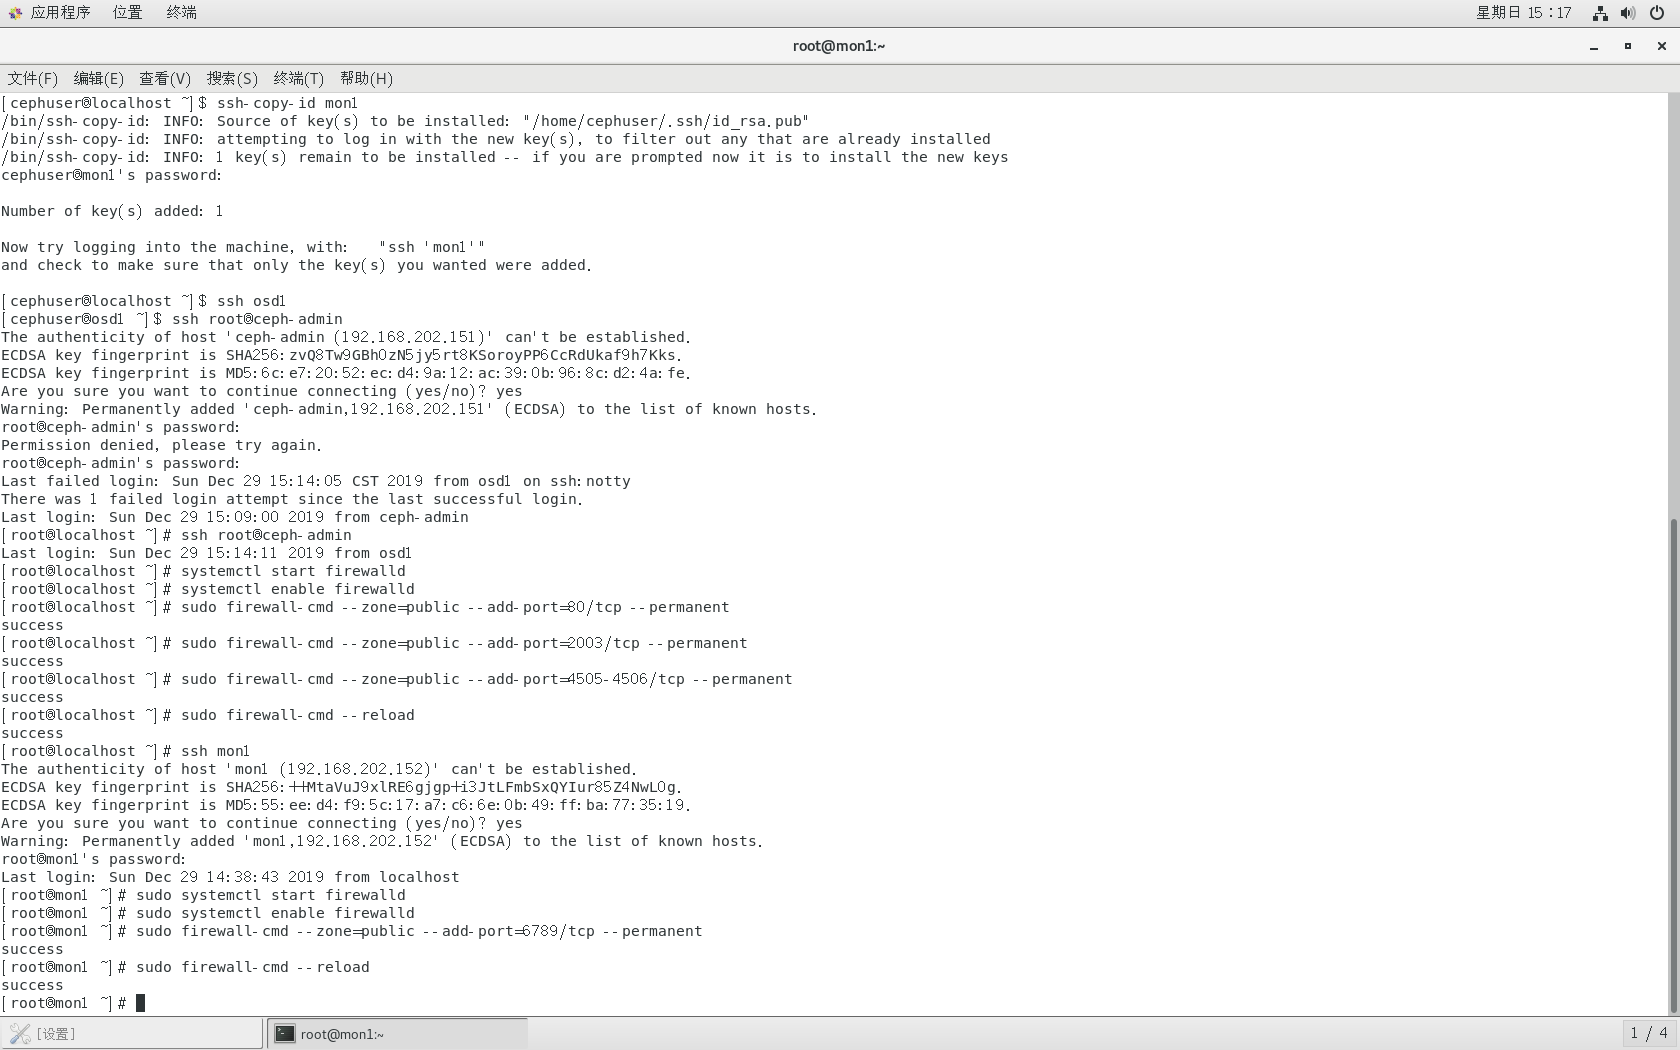 应用程序 位置 终端 星期日 15：17
root@mon1:~
文件(F) 编辑(E) 查看(V) 搜索(S) 终端(T) 帮助(H)
[cephuser@localhost ~]$ ssh-copy-id mon1
/bin/ssh-copy-id: INFO: Source of key(s) to be installed: "/home/cephuser/.ssh/id_rsa.pub"
/bin/ssh-copy-id: INFO: attempting to log in with the new key(s), to filter out any that are already installed
/bin/ssh-copy-id: INFO: 1 key(s) remain to be installed -- if you are prompted now it is to install the new keys
cephuser@mon1's password:
Number of key(s) added: 1
Now try logging into the machine, with:   "ssh 'mon1'"
and check to make sure that only the key(s) you wanted were added.
[cephuser@localhost ~]$ ssh osd1
[cephuser@osd1 ~]$ ssh root@ceph-admin
The authenticity of host 'ceph-admin (192.168.202.151)' can't be established.
ECDSA key fingerprint is SHA256:zvQ8Tw9GBh0zN5jy5rt8KSoroyPP6CcRdUkaf9h7Kks.
ECDSA key fingerprint is MD5:6c:e7:20:52:ec:d4:9a:12:ac:39:0b:96:8c:d2:4a:fe.
Are you sure you want to continue connecting (yes/no)? yes
Warning: Permanently added 'ceph-admin,192.168.202.151' (ECDSA) to the list of known hosts.
root@ceph-admin's password:
Permission denied, please try again.
root@ceph-admin's password:
Last failed login: Sun Dec 29 15:14:05 CST 2019 from osd1 on ssh:notty
There was 1 failed login attempt since the last successful login.
Last login: Sun Dec 29 15:09:00 2019 from ceph-admin
[root@localhost ~]# ssh root@ceph-admin
Last login: Sun Dec 29 15:14:11 2019 from osd1
[root@localhost ~]# systemctl start firewalld
[root@localhost ~]# systemctl enable firewalld
[root@localhost ~]# sudo firewall-cmd --zone=public --add-port=80/tcp --permanent
success
[root@localhost ~]# sudo firewall-cmd --zone=public --add-port=2003/tcp --permanent
success
[root@localhost ~]# sudo firewall-cmd --zone=public --add-port=4505-4506/tcp --permanent
success
[root@localhost ~]# sudo firewall-cmd --reload
success
[root@localhost ~]# ssh mon1
The authenticity of host 'mon1 (192.168.202.152)' can't be established.
ECDSA key fingerprint is SHA256:++MtaVuJ9xlRE6gjgp+i3JtLFmbSxQYIur85Z4NwL0g.
ECDSA key fingerprint is MD5:55:ee:d4:f9:5c:17:a7:c6:6e:0b:49:ff:ba:77:35:19.
Are you sure you want to continue connecting (yes/no)? yes
Warning: Permanently added 'mon1,192.168.202.152' (ECDSA) to the list of known hosts.
root@mon1's password:
Last login: Sun Dec 29 14:38:43 2019 from localhost
[root@mon1 ~]# sudo systemctl start firewalld
[root@mon1 ~]# sudo systemctl enable firewalld
[root@mon1 ~]# sudo firewall-cmd --zone=public --add-port=6789/tcp --permanent
success
[root@mon1 ~]# sudo firewall-cmd --reload
success
[root@mon1 ~]#
[设置] root@mon1:~ 1 / 4